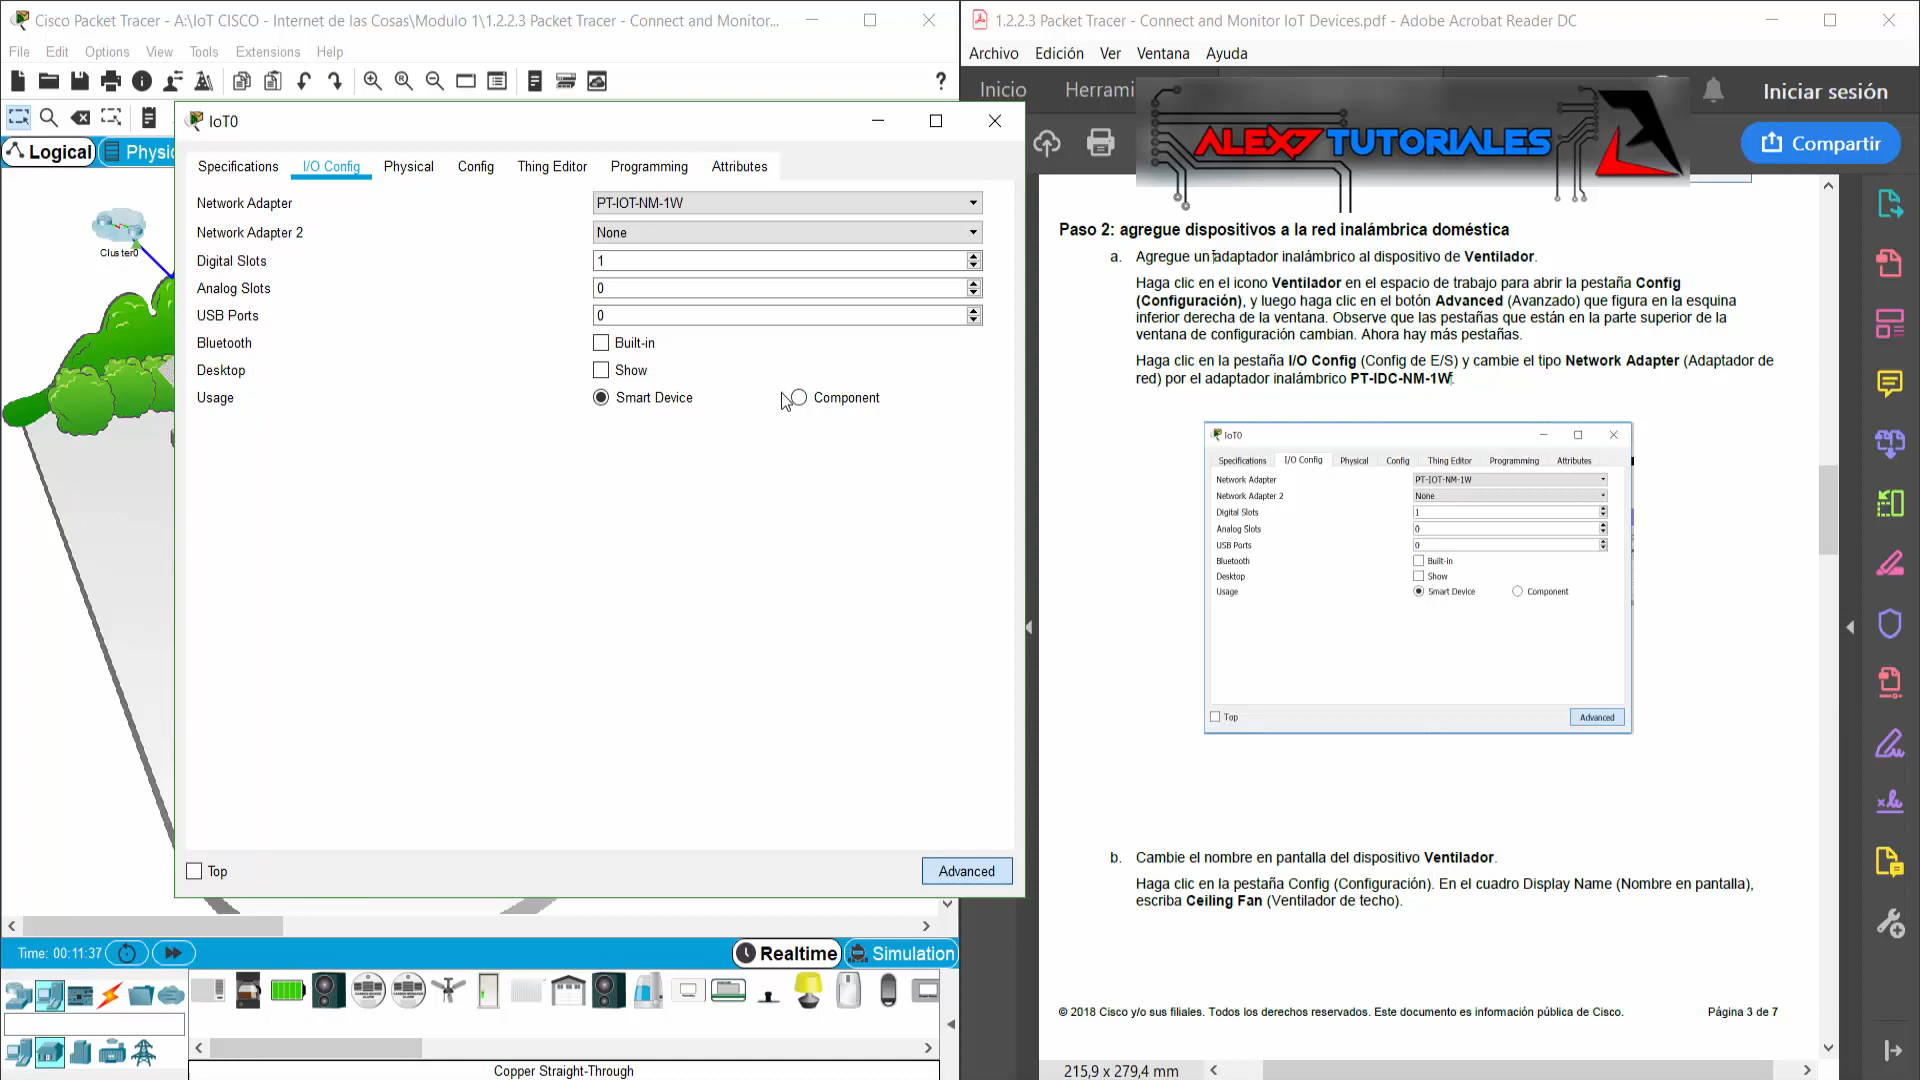 Cisco Packet Tracer - A:\IoT CISCO - Internet de las Cosas\Modulo 1\1.2.2.3 Packet Tracer - Connect and Monitor...
File Edit Options View Tools Extensions Help
?
Logical
Physi
Cluster0
IoT0
Specifications I/O Config Physical Config Thing Editor Programming Attributes
Network Adapter PT-IOT-NM-1W
Network Adapter 2 None
Digital Slots 1
Analog Slots 0
USB Ports 0
Bluetooth Built-in
Desktop Show
Usage Smart Device Component
Top Advanced
Time: 00:11:37
Realtime Simulation
Copper Straight-Through
1.2.2.3 Packet Tracer - Connect and Monitor IoT Devices.pdf - Adobe Acrobat Reader DC
Archivo Edición Ver Ventana Ayuda
Inicio Herrami
Iniciar sesión
ALEX7 TUTORIALES
Compartir
Paso 2: agregue dispositivos a la red inalámbrica doméstica
a. Agregue un adaptador inalámbrico al dispositivo de Ventilador.
Haga clic en el icono Ventilador en el espacio de trabajo para abrir la pestaña Config
(Configuración), y luego haga clic en el botón Advanced (Avanzado) que figura en la esquina
inferior derecha de la ventana. Observe que las pestañas que están en la parte superior de la
ventana de configuración cambian. Ahora hay más pestañas.
Haga clic en la pestaña I/O Config (Config de E/S) y cambie el tipo Network Adapter (Adaptador de
red) por el adaptador inalámbrico PT-IDC-NM-1W.
IoT0
Specifications I/O Config Physical Config Thing Editor Programming Attributes
Network Adapter PT-IOT-NM-1W
Network Adapter 2 None
Digital Slots 1
Analog Slots 0
USB Ports 0
Bluetooth Built-in
Desktop Show
Usage Smart Device Component
Top Advanced
b. Cambie el nombre en pantalla del dispositivo Ventilador.
Haga clic en la pestaña Config (Configuración). En el cuadro Display Name (Nombre en pantalla),
escriba Ceiling Fan (Ventilador de techo).
© 2018 Cisco y/o sus filiales. Todos los derechos reservados. Este documento es información pública de Cisco. Página 3 de 7
215,9 x 279,4 mm